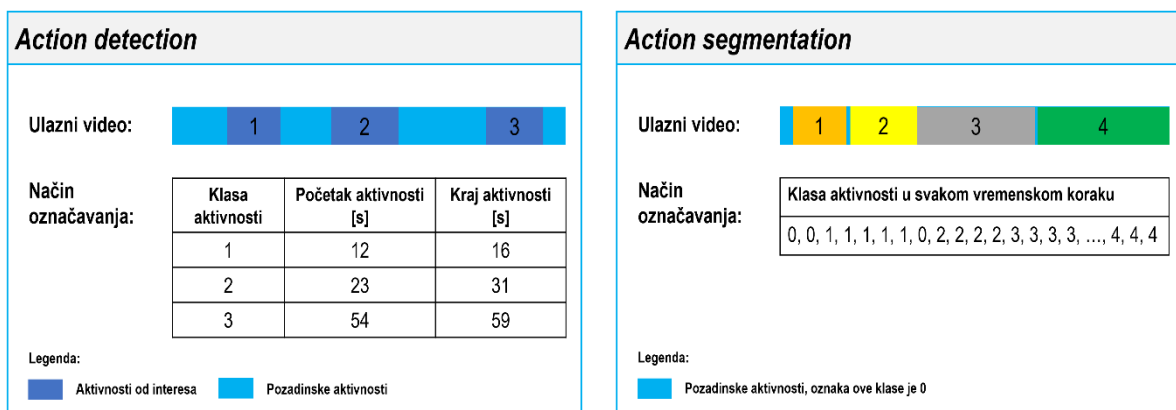 Action detection
Ulazni video:
1 2 3
Način
označavanja:
Klasa
aktivnosti
Početak aktivnosti
[s]
Kraj aktivnosti
[s]
1 12 16
2 23 31
3 54 59
Legenda:
Aktivnosti od interesa
Pozadinske aktivnosti
Action segmentation
Ulazni video:
1 2 3 4
Način
označavanja:
Klasa aktivnosti u svakom vremenskom koraku
0, 0, 1, 1, 1, 1, 1, 0, 2, 2, 2, 2, 3, 3, 3, 3, …, 4, 4, 4
Legenda:
Pozadinske aktivnosti, oznaka ove klase je 0